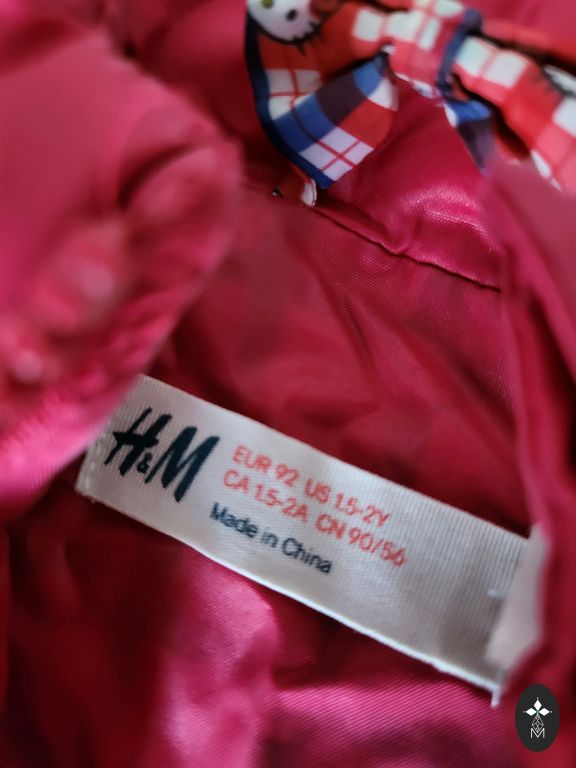 H&M
EUR 92 US 1.5-2Y
CA 1.5-2A CN 90/56
Made in China
M